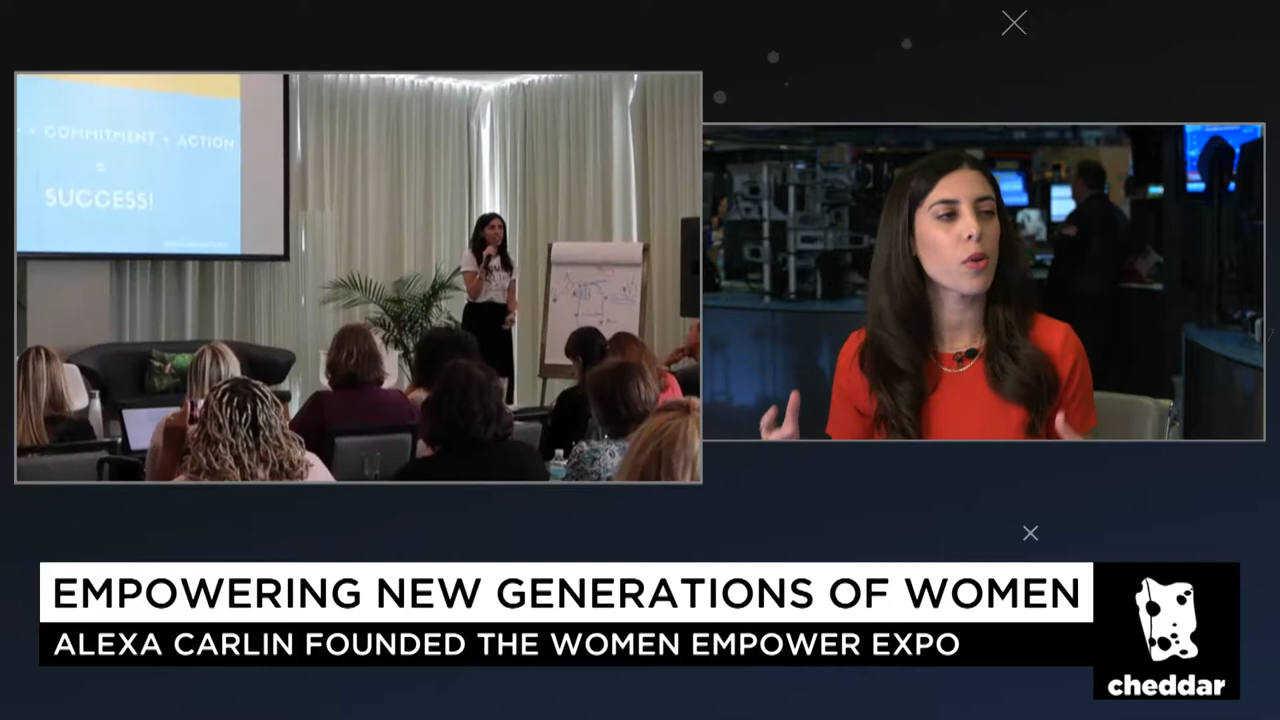 COMMITMENT + ACTION
=
SUCCESS!
EMPOWERING NEW GENERATIONS OF WOMEN
ALEXA CARLIN FOUNDED THE WOMEN EMPOWER EXPO
cheddar